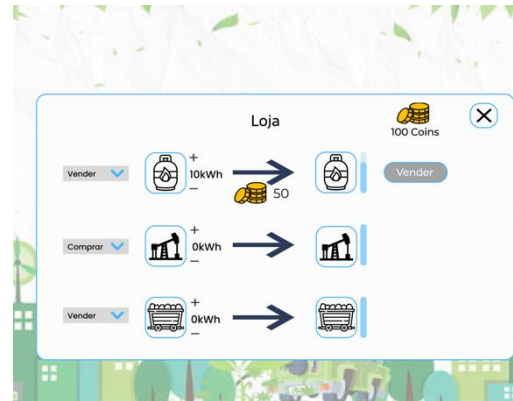 Loja
100 Coins
Vender
+
10kWh
–
50
Vender
Comprar
+
0kWh
–
Vender
+
0kWh
–